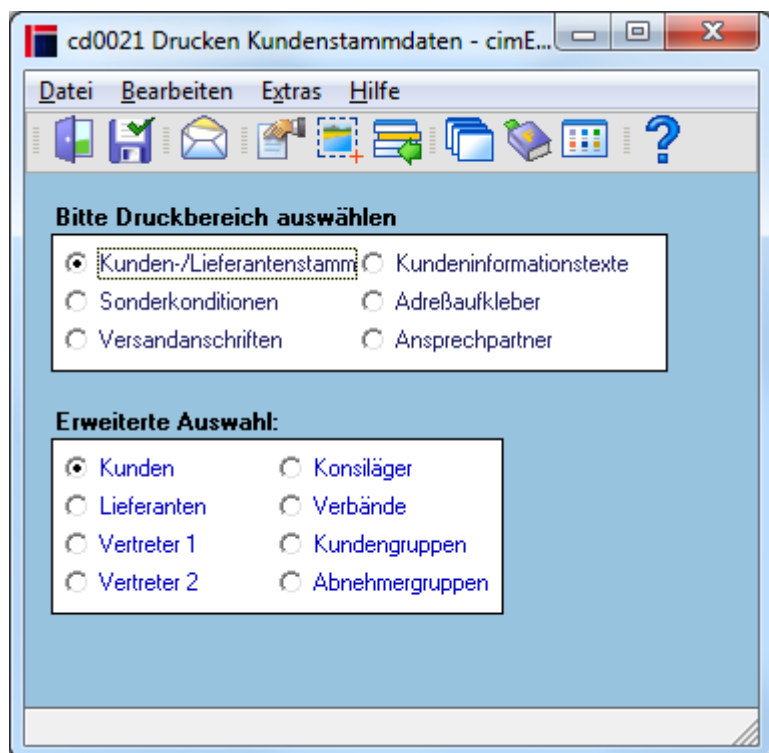 cd0021 Drucken Kundenstammdaten - cimE...
Datei Bearbeiten Extras Hilfe
Bitte Druckbereich auswählen
Kunden-/Lieferantenstamm Kundeninformationstexte
Sonderkonditionen Adreßaufkleber
Versandanschriften Ansprechpartner
Erweiterte Auswahl:
Kunden Konsiläger
Lieferanten Verbände
Vertreter 1 Kundengruppen
Vertreter 2 Abnehmergruppen